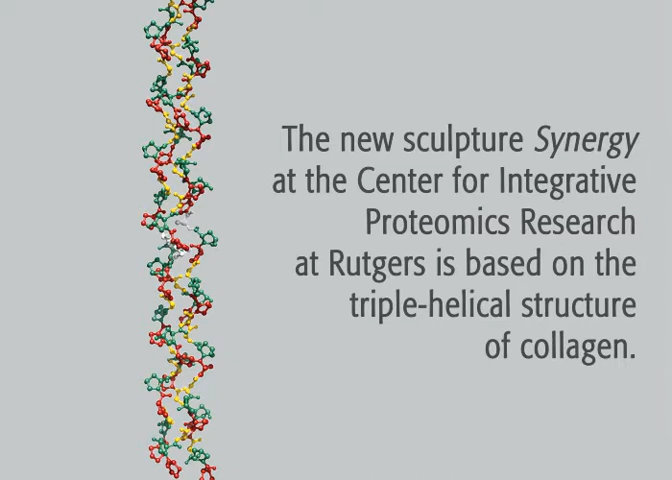 The new sculpture Synergy
at the Center for Integrative
Proteomics Research
at Rutgers is based on the
triple-helical structure
of collagen.